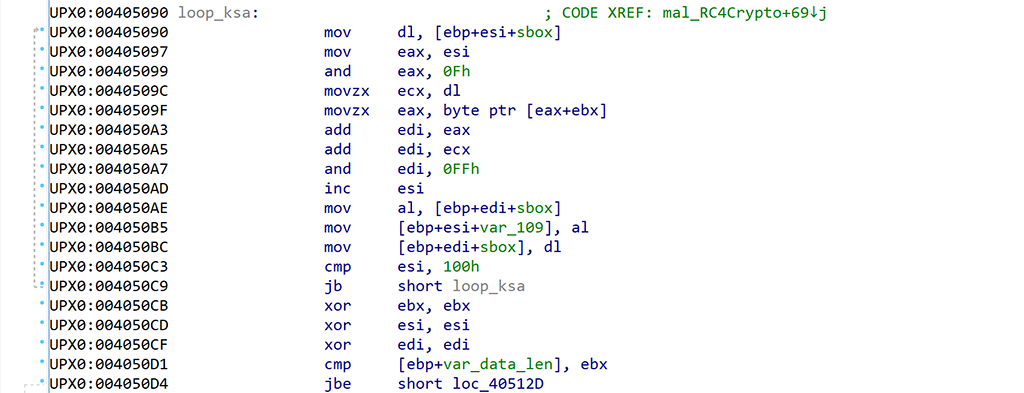 UPX0:00405090 loop_ksa: ; CODE XREF: mal_RC4Crypto+69↓j
UPX0:00405090 mov dl, [ebp+esi+sbox]
UPX0:00405097 mov eax, esi
UPX0:00405099 and eax, 0Fh
UPX0:0040509C movzx ecx, dl
UPX0:0040509F movzx eax, byte ptr [eax+ebx]
UPX0:004050A3 add edi, eax
UPX0:004050A5 add edi, ecx
UPX0:004050A7 and edi, 0FFh
UPX0:004050AD inc esi
UPX0:004050AE mov al, [ebp+edi+sbox]
UPX0:004050B5 mov [ebp+esi+var_109], al
UPX0:004050BC mov [ebp+edi+sbox], dl
UPX0:004050C3 cmp esi, 100h
UPX0:004050C9 jb short loop_ksa
UPX0:004050CB xor ebx, ebx
UPX0:004050CD xor esi, esi
UPX0:004050CF xor edi, edi
UPX0:004050D1 cmp [ebp+var_data_len], ebx
UPX0:004050D4 jbe short loc_40512D